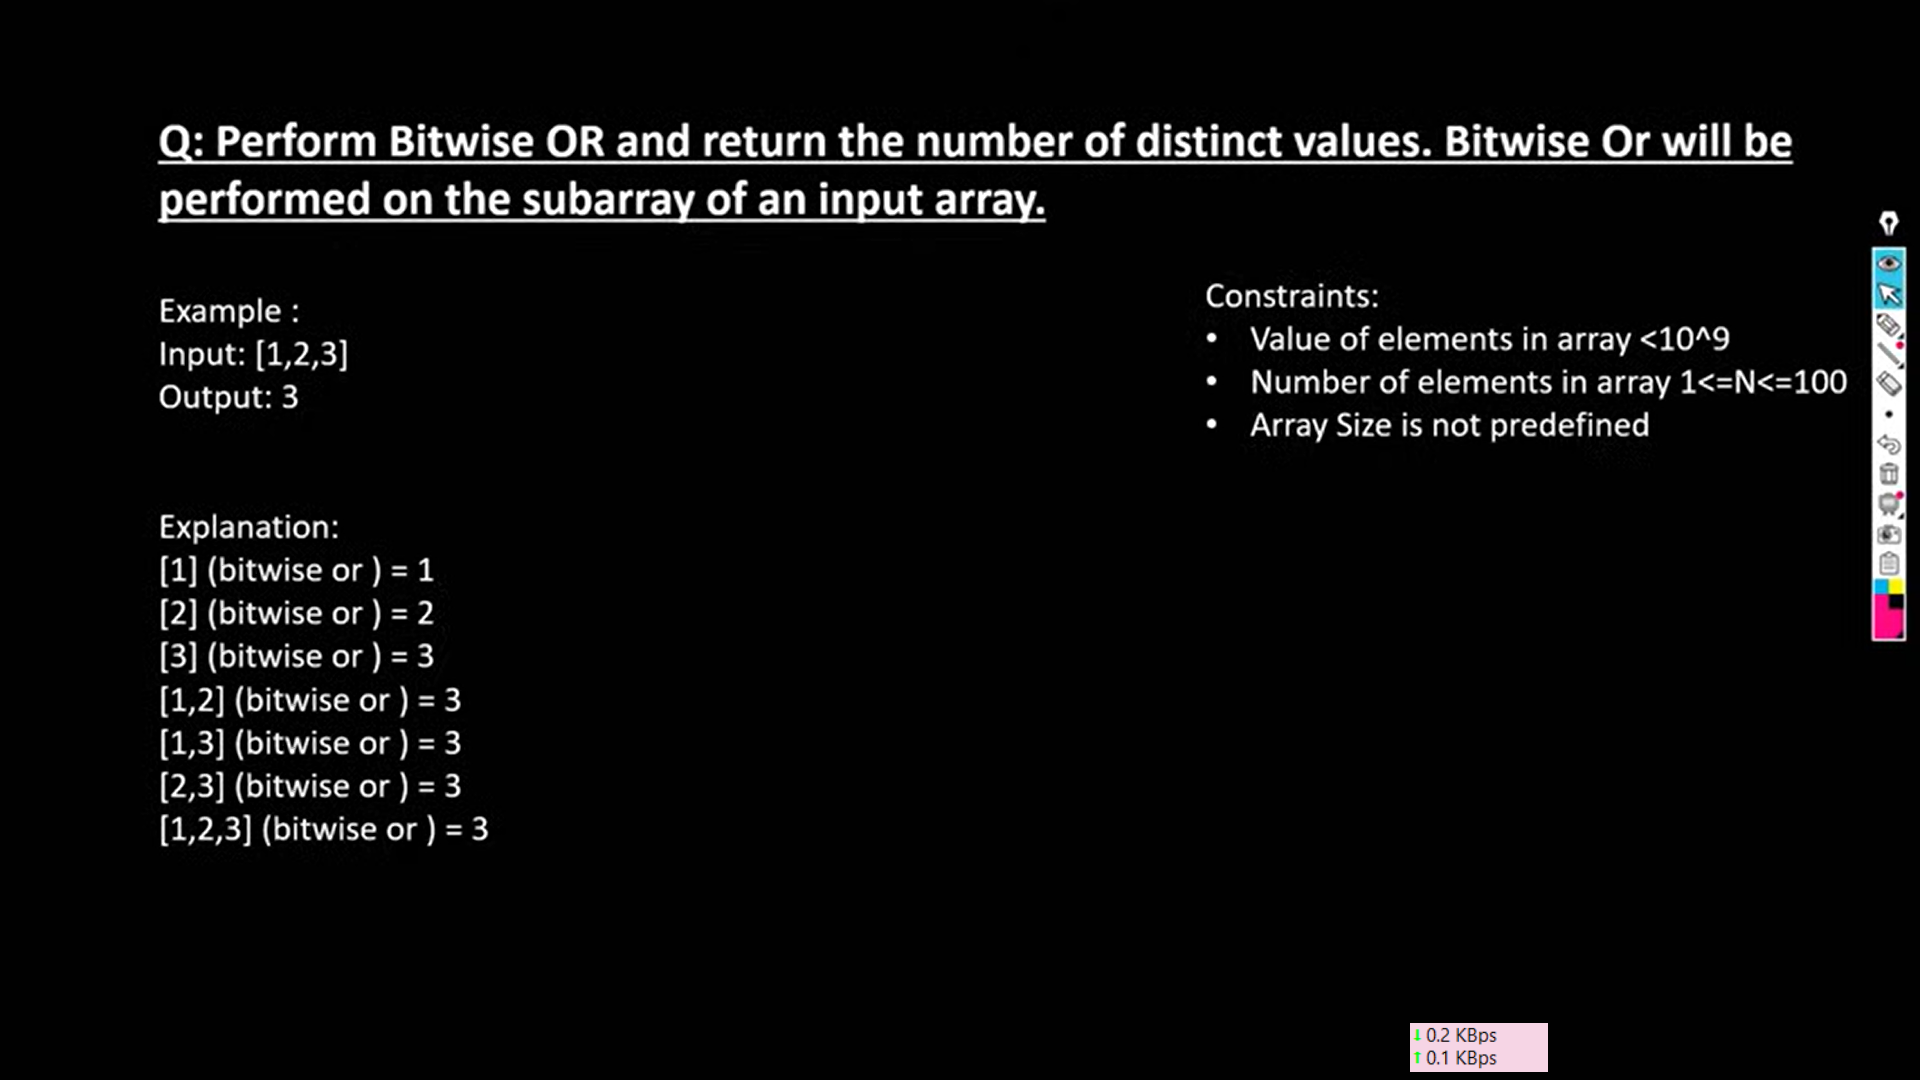 Q: Perform Bitwise OR and return the number of distinct values. Bitwise Or will be
performed on the subarray of an input array.
Example :
Input: [1,2,3]
Output: 3
Constraints:
• Value of elements in array <10^9
• Number of elements in array 1<=N<=100
• Array Size is not predefined
Explanation:
[1] (bitwise or ) = 1
[2] (bitwise or ) = 2
[3] (bitwise or ) = 3
[1,2] (bitwise or ) = 3
[1,3] (bitwise or ) = 3
[2,3] (bitwise or ) = 3
[1,2,3] (bitwise or ) = 3
↓ 0.2 KBps
↑ 0.1 KBps